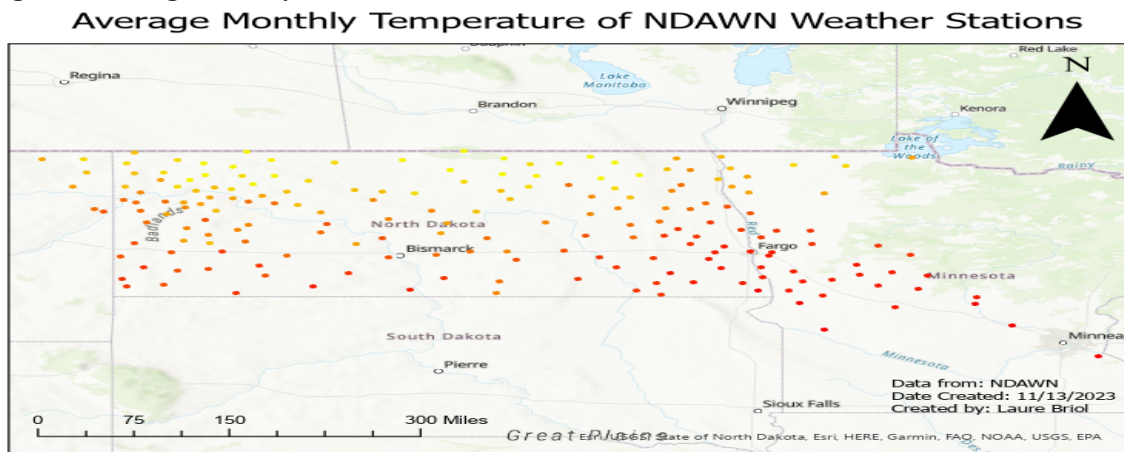 Average Monthly Temperature of NDAWN Weather Stations
Red Lake
Regina
N
Lake
Manitoba
Brandon
Winnipeg
Kenora
Lake of
the
Woods
Rainy
Badlands
North Dakota
Red
Bismarck
Fargo
Minnesota
South Dakota
Minnea
Pierre
Minnesota
Data from: NDAWN
Date Created: 11/13/2023
Created by: Laure Briol
Sioux Falls
0 75 150 300 Miles
Great Plains
Esri, USGS, State of North Dakota, Esri, HERE, Garmin, FAO, NOAA, USGS, EPA